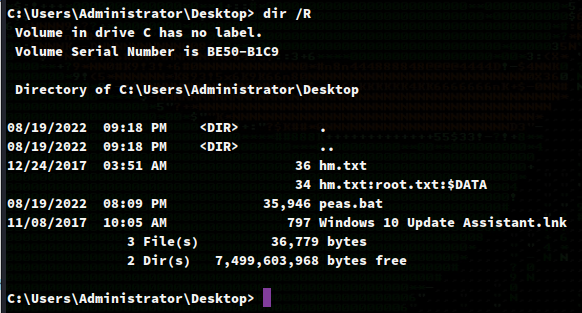 C:\Users\Administrator\Desktop> dir /R
 Volume in drive C has no label.
 Volume Serial Number is BE50-B1C9

 Directory of C:\Users\Administrator\Desktop

08/19/2022  09:18 PM    <DIR>          .
08/19/2022  09:18 PM    <DIR>          ..
12/24/2017  03:51 AM                36 hm.txt
                                    34 hm.txt:root.txt:$DATA
08/19/2022  08:09 PM            35,946 peas.bat
11/08/2017  10:05 AM               797 Windows 10 Update Assistant.lnk
               3 File(s)         36,779 bytes
               2 Dir(s)   7,499,603,968 bytes free

C:\Users\Administrator\Desktop>